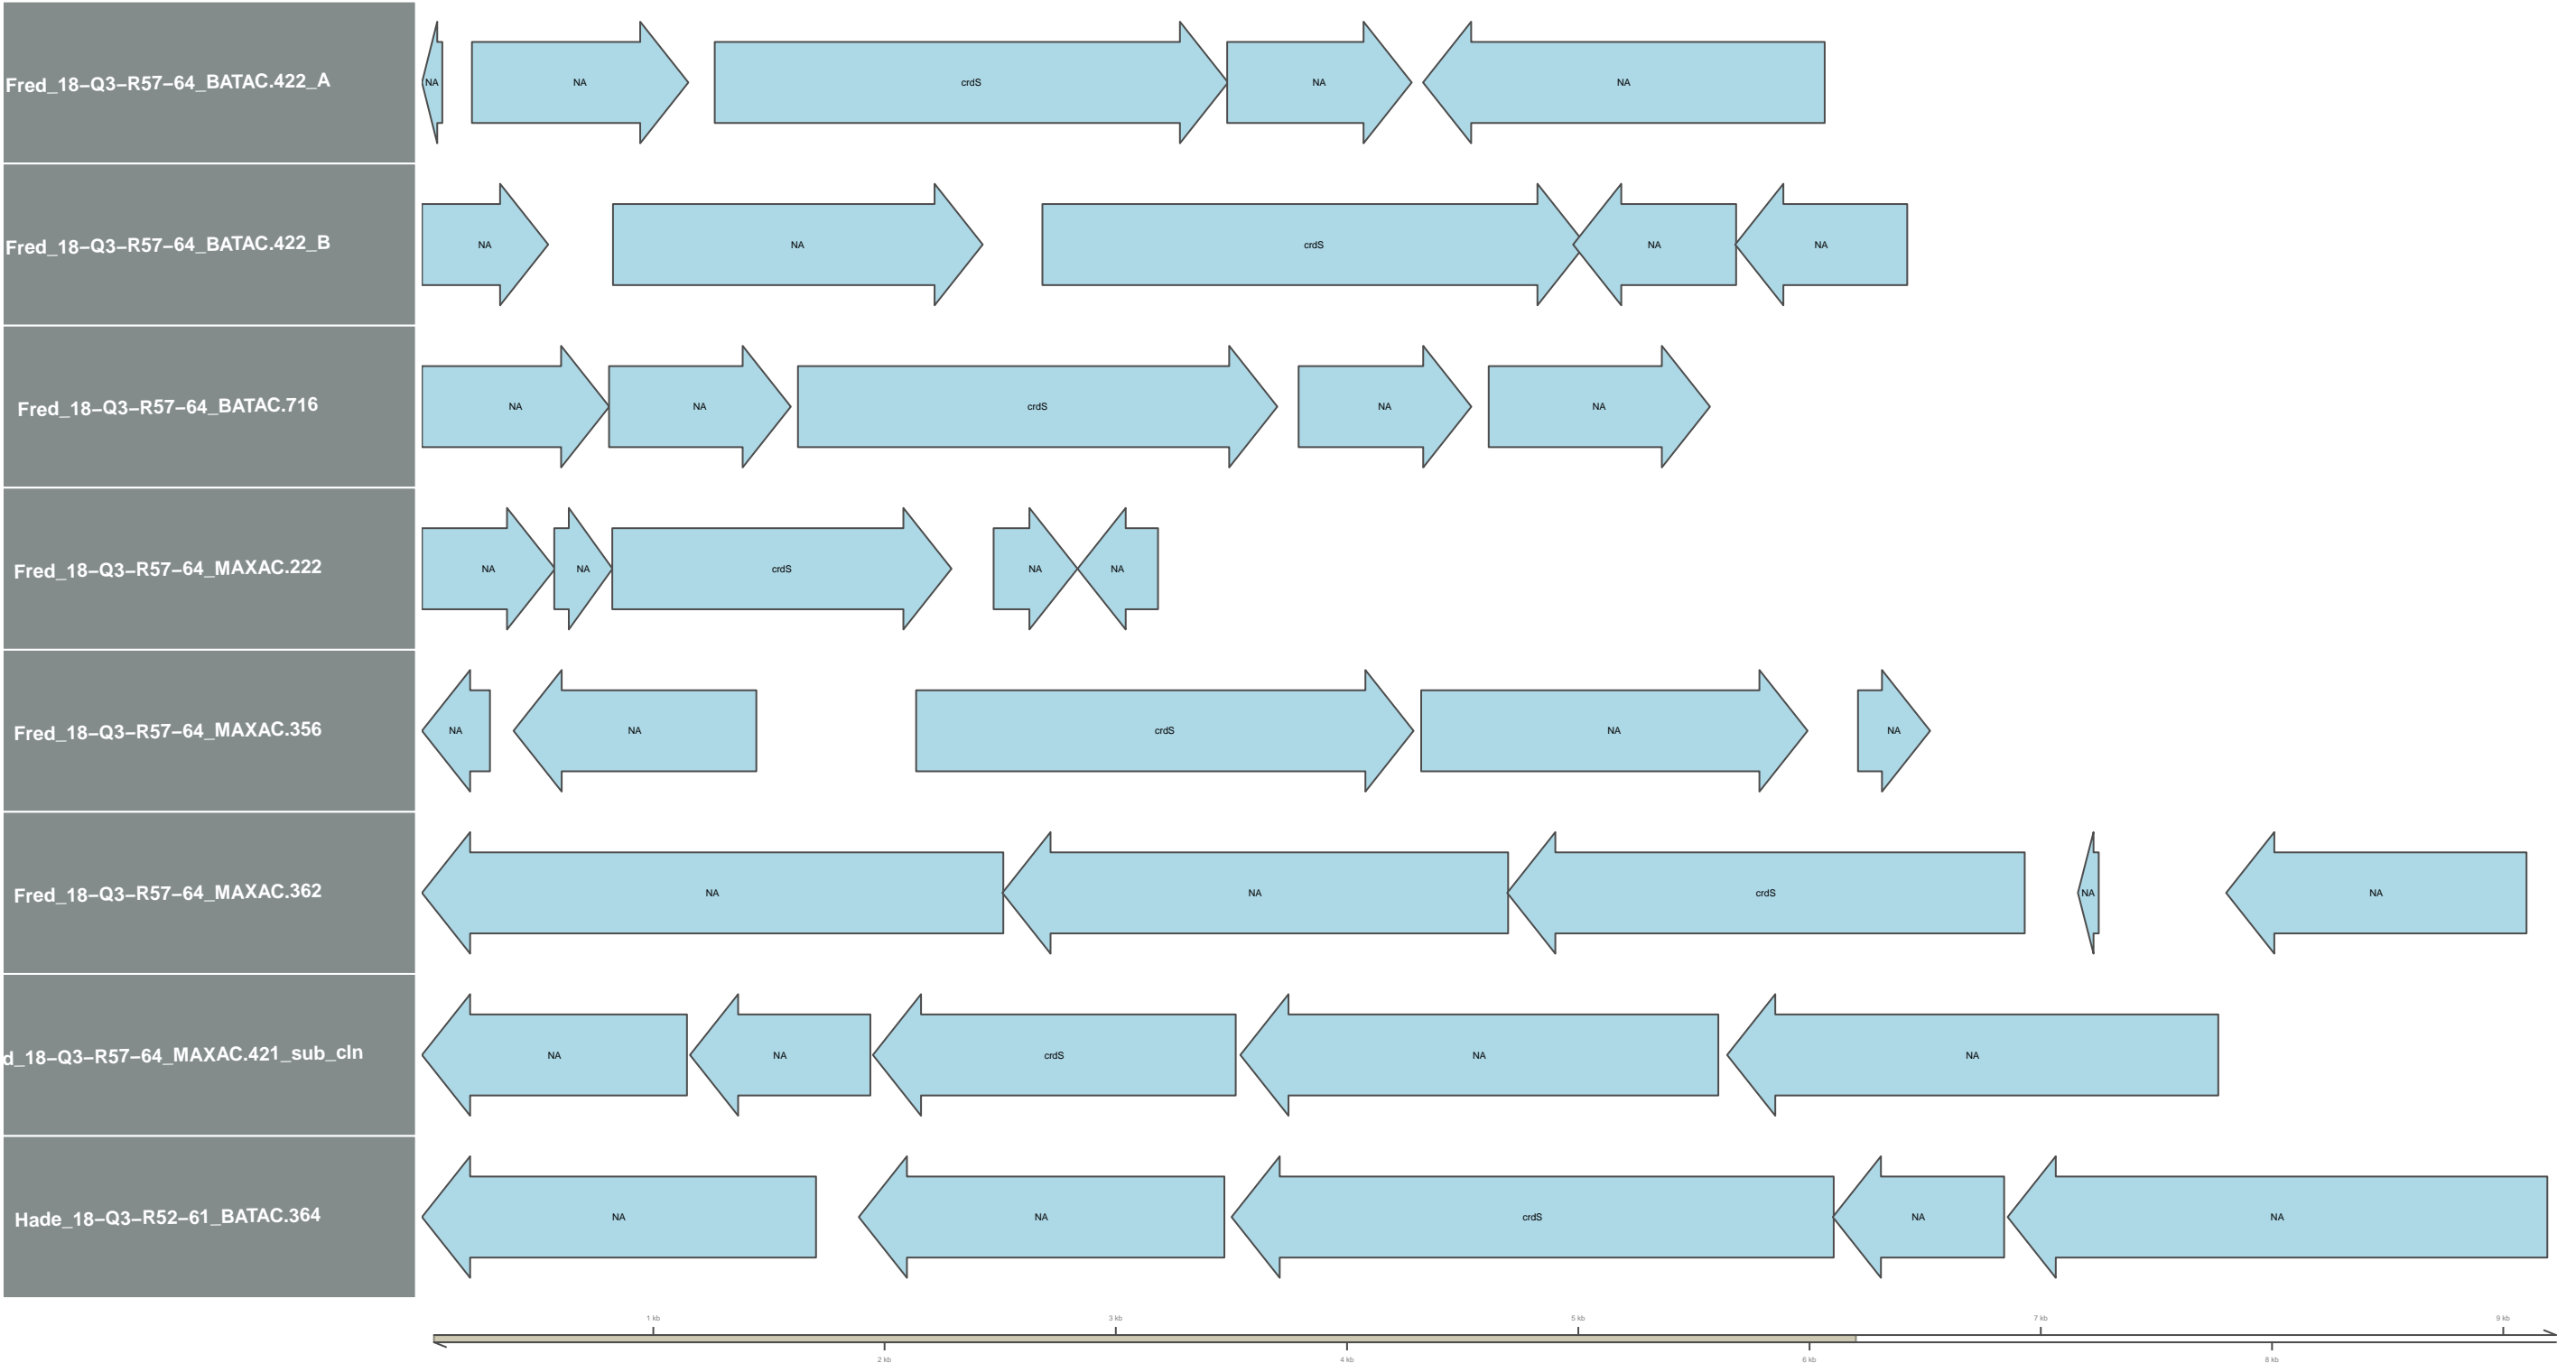 Fred_18–Q3–R57–64_BATAC.422_A
NA NA crdS NA NA
Fred_18–Q3–R57–64_BATAC.422_B
NA NA crdS NA NA
Fred_18–Q3–R57–64_BATAC.716
NA NA crdS NA NA
Fred_18–Q3–R57–64_MAXAC.222
NA NA crdS NA NA
Fred_18–Q3–R57–64_MAXAC.356
NA NA crdS NA NA
Fred_18–Q3–R57–64_MAXAC.362
NA NA crdS NA NA
d_18–Q3–R57–64_MAXAC.421_sub_cln
NA NA crdS NA NA
Hade_18–Q3–R52–61_BATAC.364
NA NA crdS NA NA
1 kb 3 kb 5 kb 7 kb 9 kb
2 kb 4 kb 6 kb 8 kb